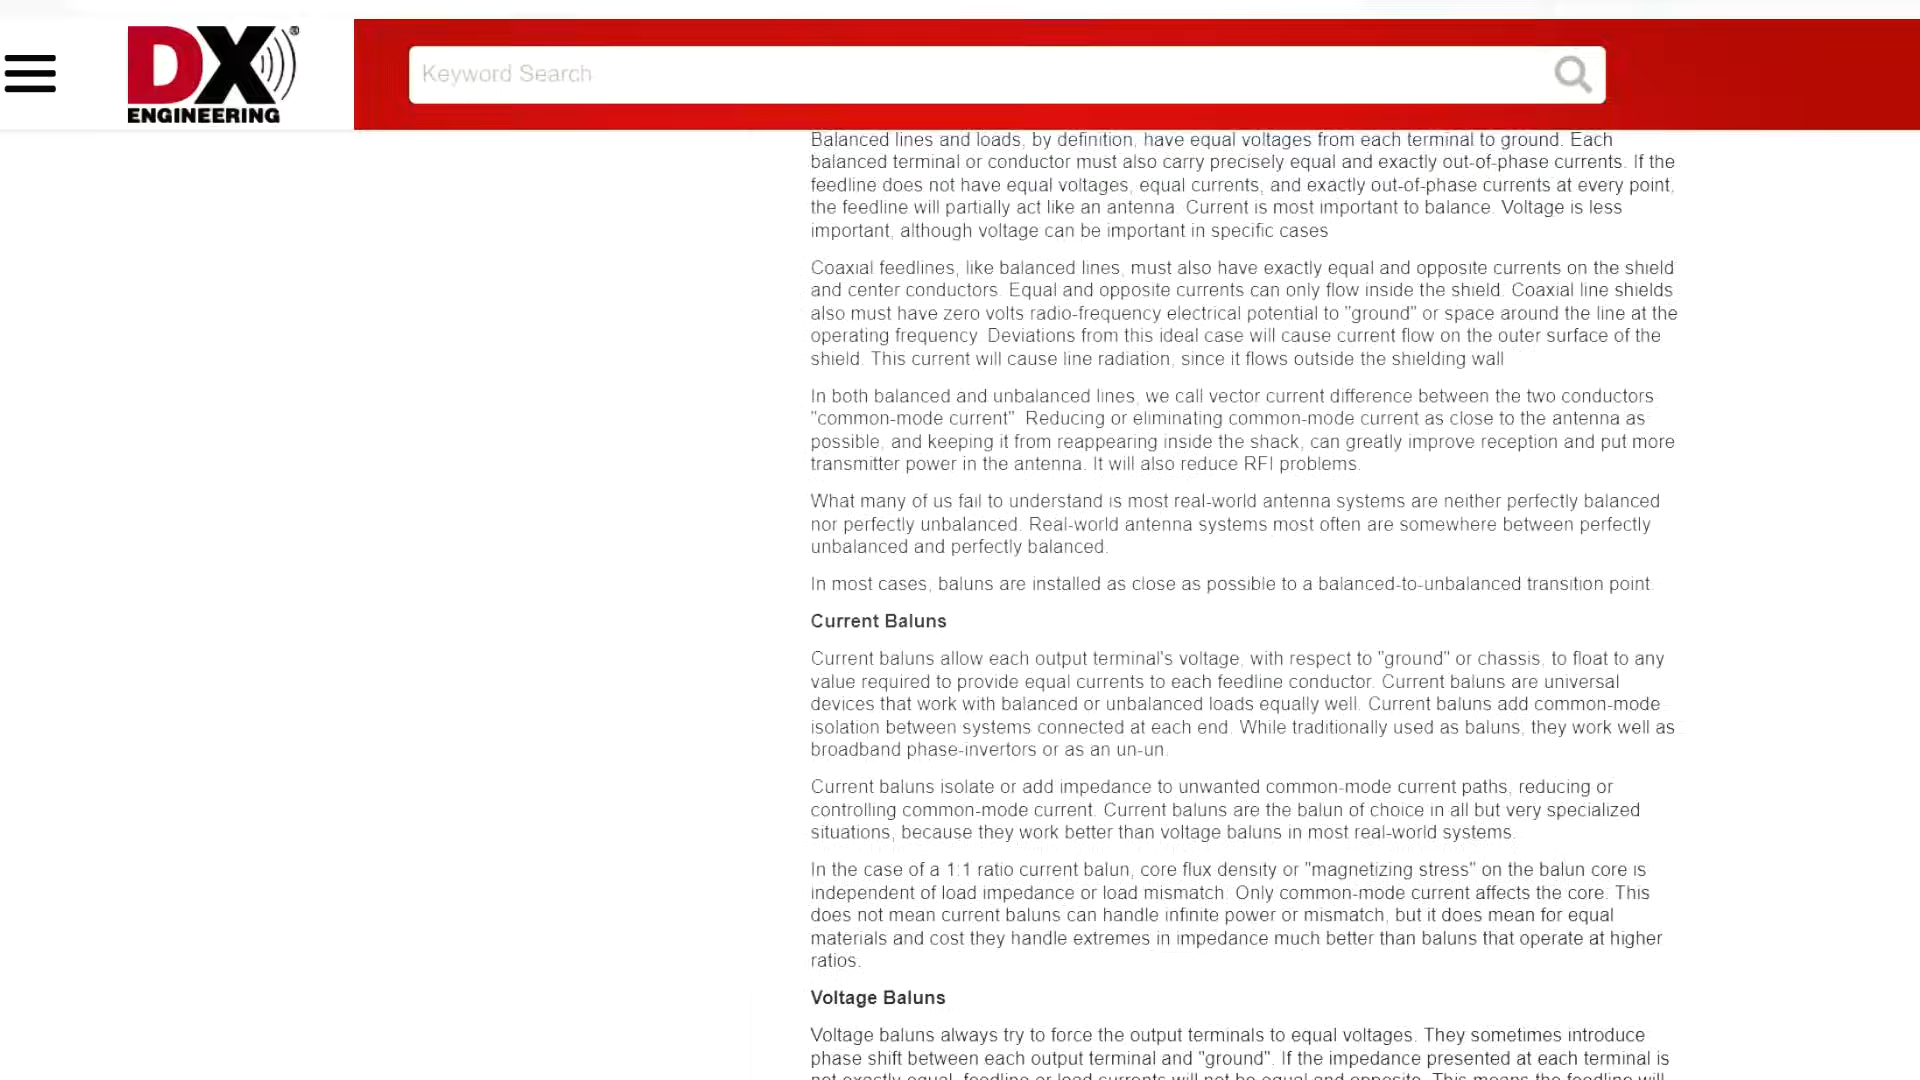 DX®
ENGINEERING
Keyword Search
Balanced lines and loads, by definition, have equal voltages from each terminal to ground. Each
balanced terminal or conductor must also carry precisely equal and exactly out-of-phase currents. If the
feedline does not have equal voltages, equal currents, and exactly out-of-phase currents at every point,
the feedline will partially act like an antenna. Current is most important to balance. Voltage is less
important, although voltage can be important in specific cases
Coaxial feedlines, like balanced lines, must also have exactly equal and opposite currents on the shield
and center conductors. Equal and opposite currents can only flow inside the shield. Coaxial line shields
also must have zero volts radio-frequency electrical potential to "ground" or space around the line at the
operating frequency. Deviations from this ideal case will cause current flow on the outer surface of the
shield. This current will cause line radiation, since it flows outside the shielding wall
In both balanced and unbalanced lines, we call vector current difference between the two conductors
"common-mode current". Reducing or eliminating common-mode current as close to the antenna as
possible, and keeping it from reappearing inside the shack, can greatly improve reception and put more
transmitter power in the antenna. It will also reduce RFI problems.
What many of us fail to understand is most real-world antenna systems are neither perfectly balanced
nor perfectly unbalanced. Real-world antenna systems most often are somewhere between perfectly
unbalanced and perfectly balanced.
In most cases, baluns are installed as close as possible to a balanced-to-unbalanced transition point.
Current Baluns
Current baluns allow each output terminal's voltage, with respect to "ground" or chassis, to float to any
value required to provide equal currents to each feedline conductor. Current baluns are universal
devices that work with balanced or unbalanced loads equally well. Current baluns add common-mode
isolation between systems connected at each end. While traditionally used as baluns, they work well as
broadband phase-invertors or as an un-un.
Current baluns isolate or add impedance to unwanted common-mode current paths, reducing or
controlling common-mode current. Current baluns are the balun of choice in all but very specialized
situations, because they work better than voltage baluns in most real-world systems.
In the case of a 1:1 ratio current balun, core flux density or "magnetizing stress" on the balun core is
independent of load impedance or load mismatch. Only common-mode current affects the core. This
does not mean current baluns can handle infinite power or mismatch, but it does mean for equal
materials and cost they handle extremes in impedance much better than baluns that operate at higher
ratios.
Voltage Baluns
Voltage baluns always try to force the output terminals to equal voltages. They sometimes introduce
phase shift between each output terminal and "ground". If the impedance presented at each terminal is
not exactly equal, feedline or load currents will not be equal and opposite. This means the feedline will